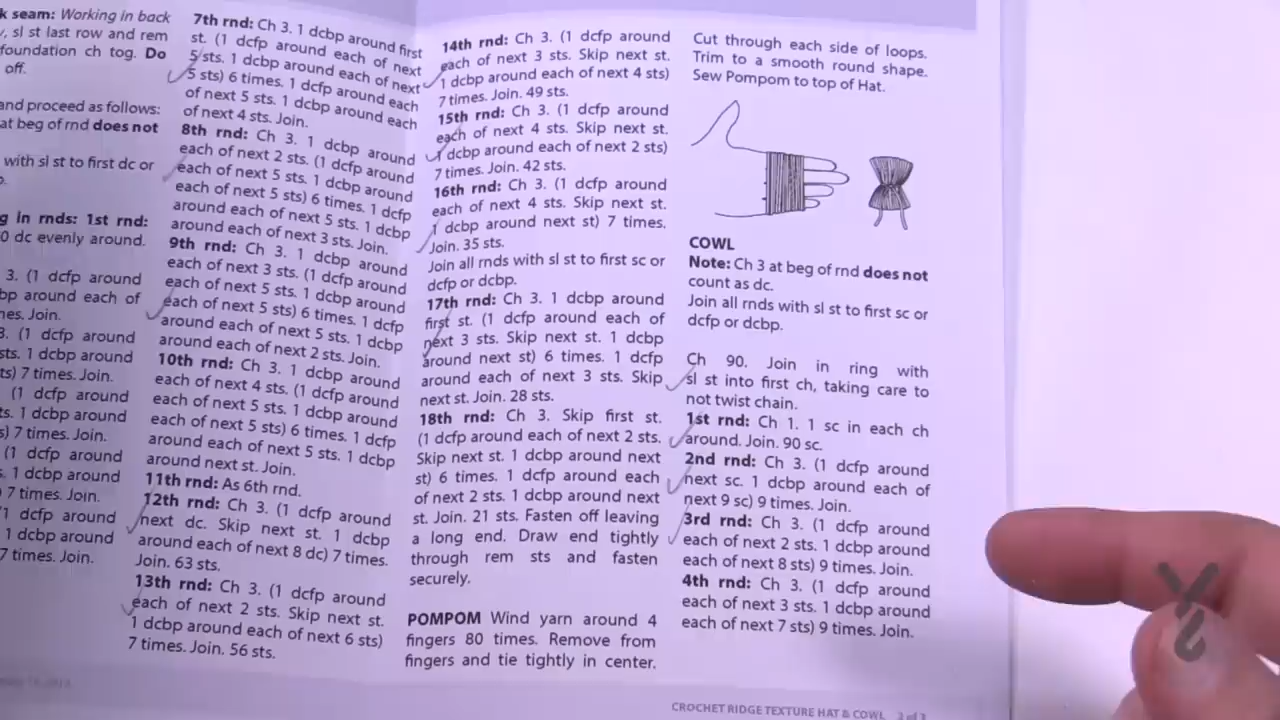 k seam: Working in back
, sl st last row and rem
foundation ch tog. Do
off.
and proceed as follows:
at beg of rnd does not
with sl st to first dc or
g in rnds: 1st rnd:
0 dc evenly around.
3. (1 dcfp around
bp around each of
nes. Join.
3. (1 dcfp around
sts. 1 dcbp around
ts) 7 times. Join.
(1 dcfp around
ts. 1 dcbp around
s) 7 times. Join.
(1 dcfp around
. 1 dcbp around
) 7 times. Join.
1 dcfp around
1 dcbp around
7 times. Join.
7th rnd: Ch 3. 1 dcbp around first
st. (1 dcfp around each of next
5 sts. 1 dcbp around each of next
5 sts) 6 times. 1 dcfp around each
of next 5 sts. 1 dcbp around each
of next 4 sts. Join.
8th rnd: Ch 3. 1 dcbp around
each of next 2 sts. (1 dcfp around
each of next 5 sts. 1 dcbp around
each of next 5 sts) 6 times. 1 dcfp
around each of next 5 sts. 1 dcbp
around each of next 3 sts. Join.
9th rnd: Ch 3. 1 dcbp around
each of next 3 sts. (1 dcfp around
each of next 5 sts. 1 dcbp around
each of next 5 sts) 6 times. 1 dcfp
around each of next 5 sts. 1 dcbp
around each of next 2 sts. Join.
10th rnd: Ch 3. 1 dcbp around
each of next 4 sts. (1 dcfp around
each of next 5 sts. 1 dcbp around
each of next 5 sts) 6 times. 1 dcfp
around each of next 5 sts. 1 dcbp
around next st. Join.
11th rnd: As 6th rnd.
12th rnd: Ch 3. (1 dcfp around
next dc. Skip next st. 1 dcbp
around each of next 8 dc) 7 times.
Join. 63 sts.
13th rnd: Ch 3. (1 dcfp around
each of next 2 sts. Skip next st.
1 dcbp around each of next 6 sts)
7 times. Join. 56 sts.
14th rnd: Ch 3. (1 dcfp around
each of next 3 sts. Skip next st.
1 dcbp around each of next 4 sts)
7 times. Join. 49 sts.
15th rnd: Ch 3. (1 dcfp around
each of next 4 sts. Skip next st.
1 dcbp around each of next 2 sts)
7 times. Join. 42 sts.
16th rnd: Ch 3. (1 dcfp around
each of next 4 sts. Skip next st.
1 dcbp around next st) 7 times.
Join. 35 sts.
Join all rnds with sl st to first sc or
dcfp or dcbp.
17th rnd: Ch 3. 1 dcbp around
first st. (1 dcfp around each of
next 3 sts. Skip next st. 1 dcbp
around next st) 6 times. 1 dcfp
around each of next 3 sts. Skip
next st. Join. 28 sts.
18th rnd: Ch 3. Skip first st.
(1 dcfp around each of next 2 sts.
Skip next st. 1 dcbp around next
st) 6 times. 1 dcfp around each
of next 2 sts. 1 dcbp around next
st. Join. 21 sts. Fasten off leaving
a long end. Draw end tightly
through rem sts and fasten
securely.
POMPOM Wind yarn around 4
fingers 80 times. Remove from
fingers and tie tightly in center.
Cut through each side of loops.
Trim to a smooth round shape.
Sew Pompom to top of Hat.
COWL
Note: Ch 3 at beg of rnd does not
count as dc.
Join all rnds with sl st to first sc or
dcfp or dcbp.
Ch 90. Join in ring with
sl st into first ch, taking care to
not twist chain.
1st rnd: Ch 1. 1 sc in each ch
around. Join. 90 sc.
2nd rnd: Ch 3. (1 dcfp around
next sc. 1 dcbp around each of
next 9 sc) 9 times. Join.
3rd rnd: Ch 3. (1 dcfp around
each of next 2 sts. 1 dcbp around
each of next 8 sts) 9 times. Join.
4th rnd: Ch 3. (1 dcfp around
each of next 3 sts. 1 dcbp around
each of next 7 sts) 9 times. Join.
CROCHET RIDGE TEXTURE HAT & COWL 2 of 3